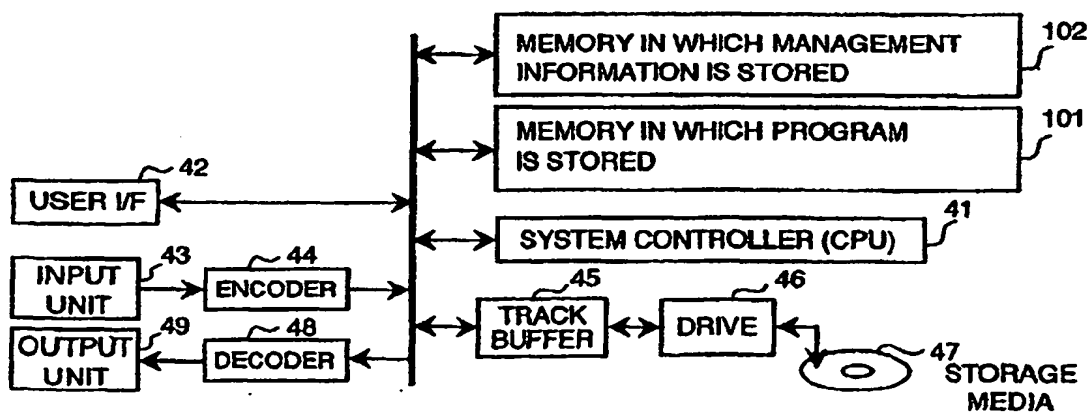 MEMORY IN WHICH MANAGEMENT
INFORMATION IS STORED
102
MEMORY IN WHICH PROGRAM
IS STORED
101
42
USER I/F
SYSTEM CONTROLLER (CPU)
41
INPUT
UNIT
43
ENCODER
44
TRACK
BUFFER
45
DRIVE
46
OUTPUT
UNIT
49
DECODER
48
47
STORAGE
MEDIA